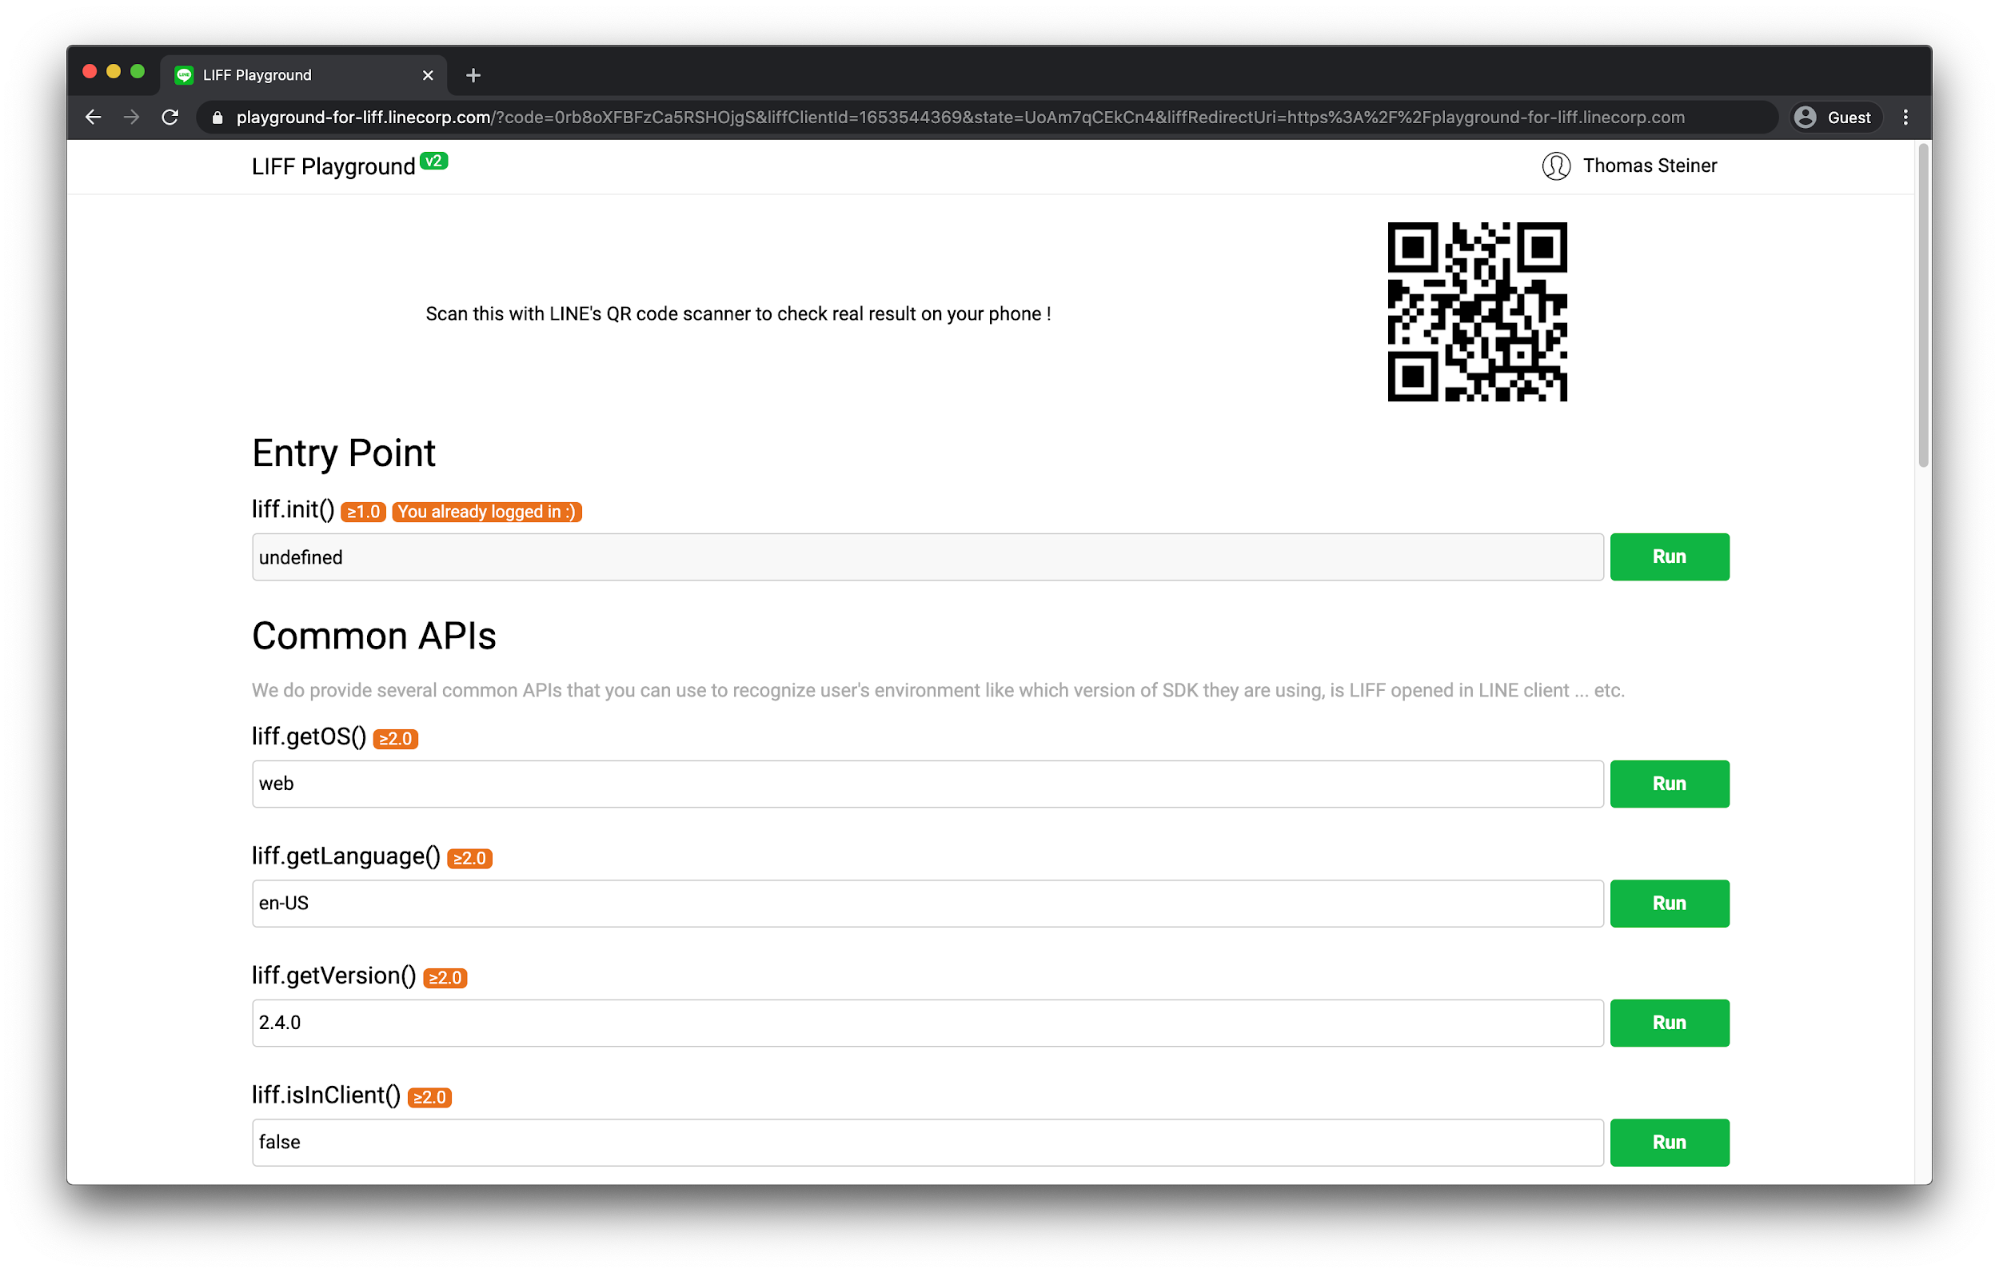 LIFF Playground
playground-for-liff.linecorp.com/?code=0rb8oXFBFzCa5RSHOjgS&liffClientId=1653544369&state=UoAm7qCEkCn4&liffRedirectUri=https%3A%2F%2Fplayground-for-liff.linecorp.com
Guest
LIFF Playground v2
Thomas Steiner
Scan this with LINE's QR code scanner to check real result on your phone !
Entry Point
liff.init() ≥1.0 You already logged in :)
undefined
Run
Common APIs
We do provide several common APIs that you can use to recognize user's environment like which version of SDK they are using, is LIFF opened in LINE client ... etc.
liff.getOS() ≥2.0
web
Run
liff.getLanguage() ≥2.0
en-US
Run
liff.getVersion() ≥2.0
2.4.0
Run
liff.isInClient() ≥2.0
false
Run